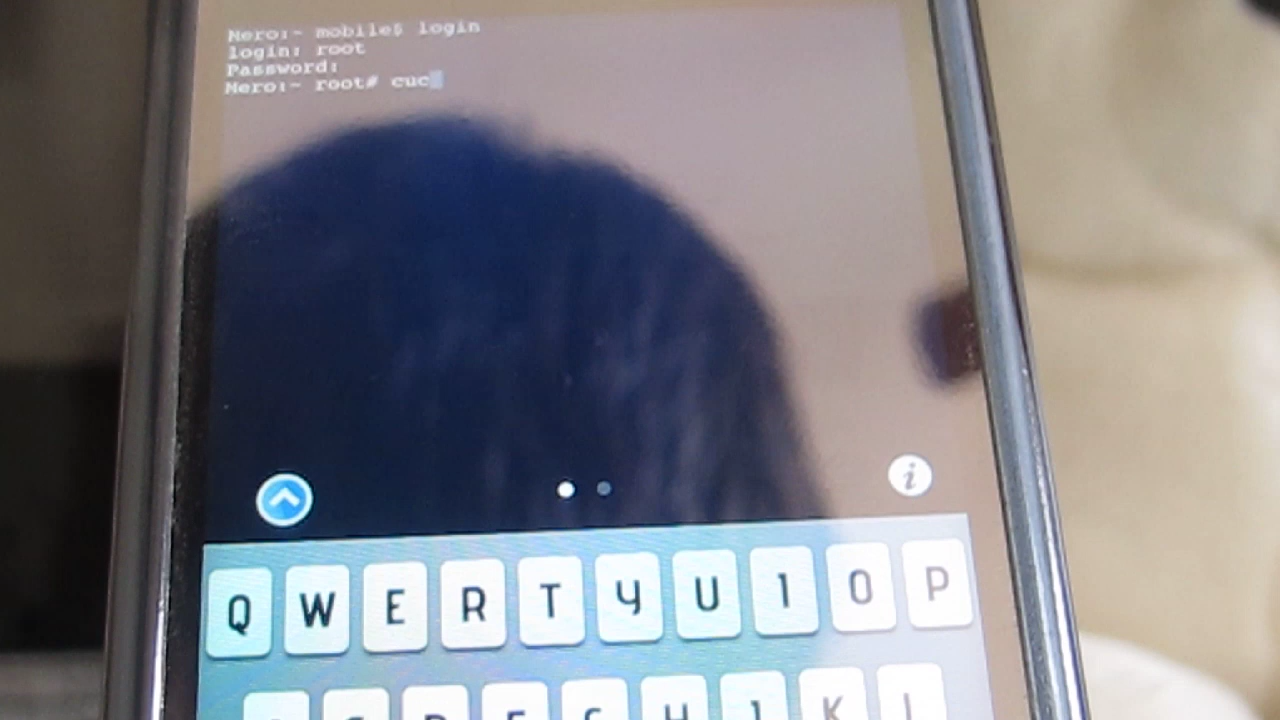 Nero:~ mobile$ login
login: root
Password:
Nero:~ root# cuc
i
Q W E R T Y U I O P